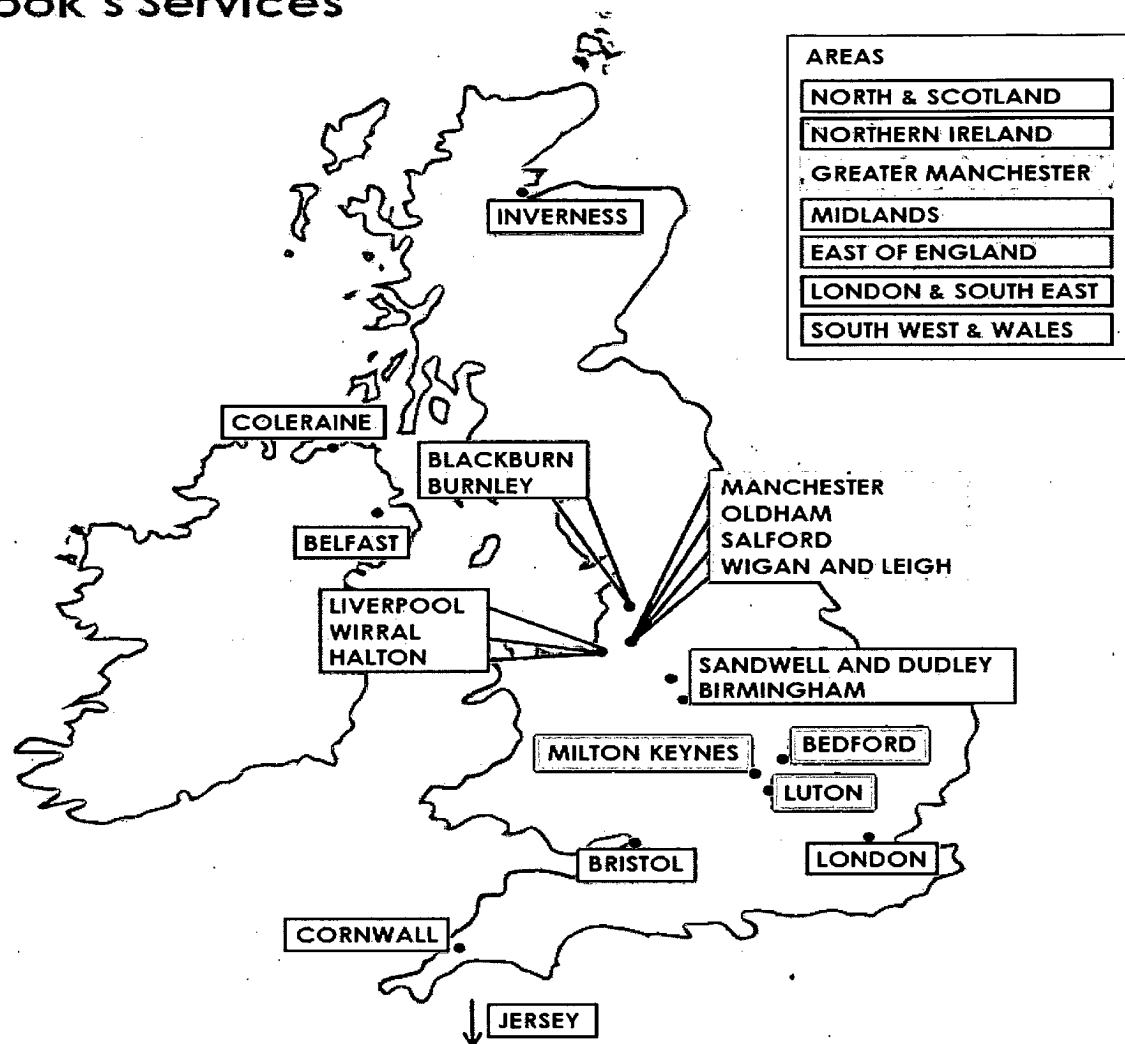 ook's Services
AREAS
NORTH & SCOTLAND
NORTHERN IRELAND
GREATER MANCHESTER
MIDLANDS
EAST OF ENGLAND
LONDON & SOUTH EAST
SOUTH WEST & WALES
INVERNESS
COLERAINE
BLACKBURN
BURNLEY
MANCHESTER
OLDHAM
SALFORD
WIGAN AND LEIGH
BELFAST
LIVERPOOL
WIRRAL
HALTON
SANDWELL AND DUDLEY
BIRMINGHAM
MILTON KEYNES
BEDFORD
LUTON
BRISTOL
LONDON
CORNWALL
JERSEY